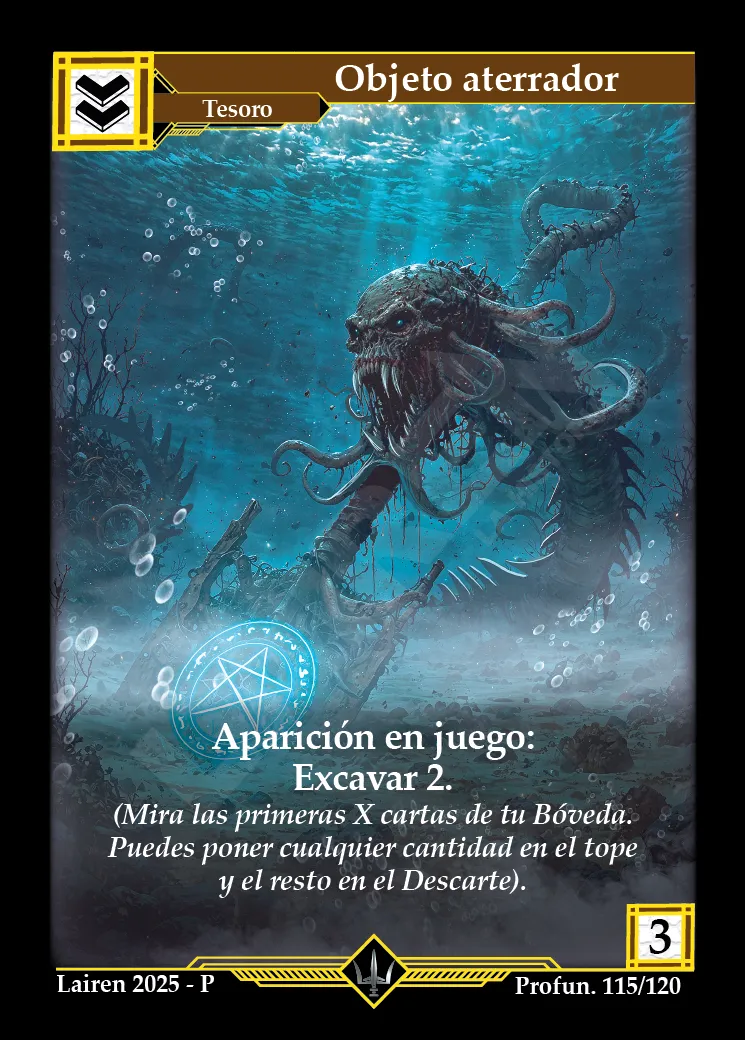 Objeto aterrador
Tesoro
Aparición en juego:
Excavar 2.
(Mira las primeras X cartas de tu Bóveda.
Puedes poner cualquier cantidad en el tope
y el resto en el Descarte).
3
Lairen 2025 - P
Profun. 115/120